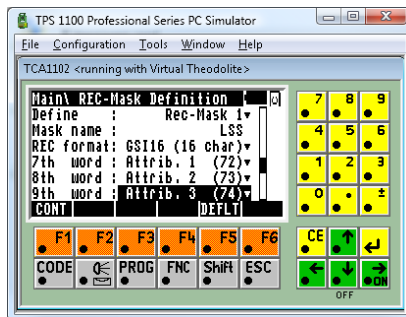 TPS 1100 Professional Series PC Simulator
File Configuration Tools Window Help
TCA1102 <running with Virtual Theodolite>
Main\ REC-Mask Definition
Define : Rec-Mask 1▾
Mask name : LSS
REC format: GSI16 (16 char)▾
7th word : Attrib. 1 (72)▾
8th word : Attrib. 2 (73)▾
9th word : Attrib. 3 (74)▾
CONT DEFLT
7 8 9
4 5 6
1 2 3
0 . ±
F1 F2 F3 F4 F5 F6
CODE PROG FNC Shift ESC
CE
ON
OFF